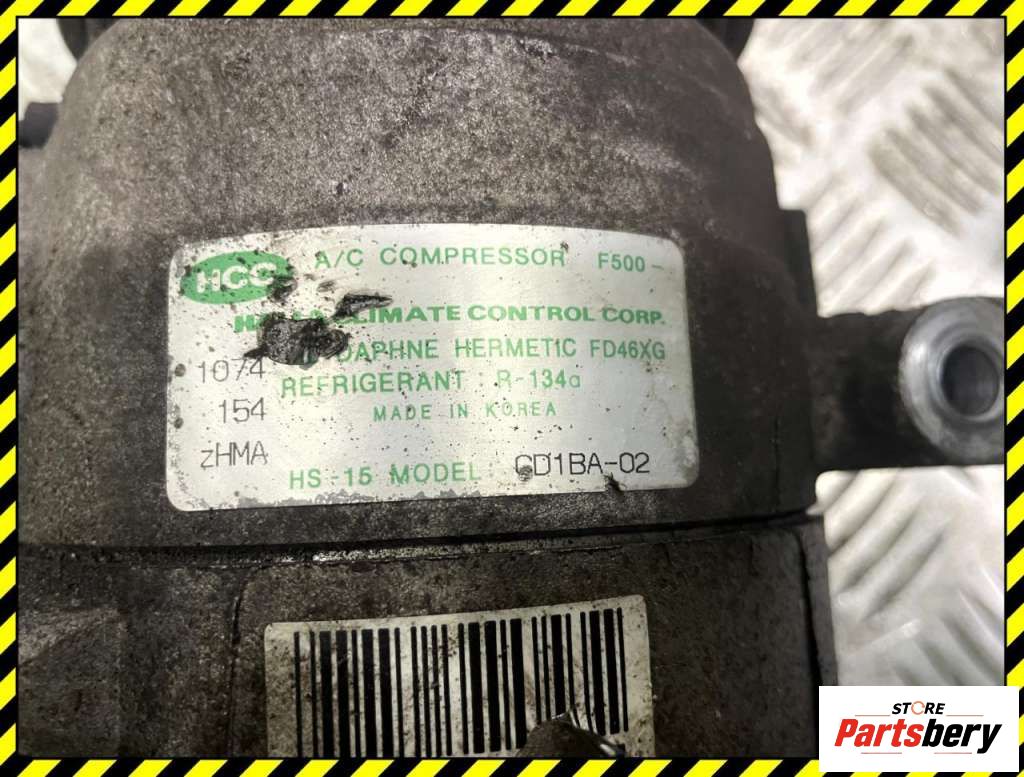 HCC A/C COMPRESSOR F500-
CLIMATE CONTROL CORP.
DAPHNE HERMETIC FD46XG
1074
REFRIGERANT : R-134a
154
MADE IN KOREA
zHMA
HS-15 MODEL : CD1BA-02
STORE
Partsbery